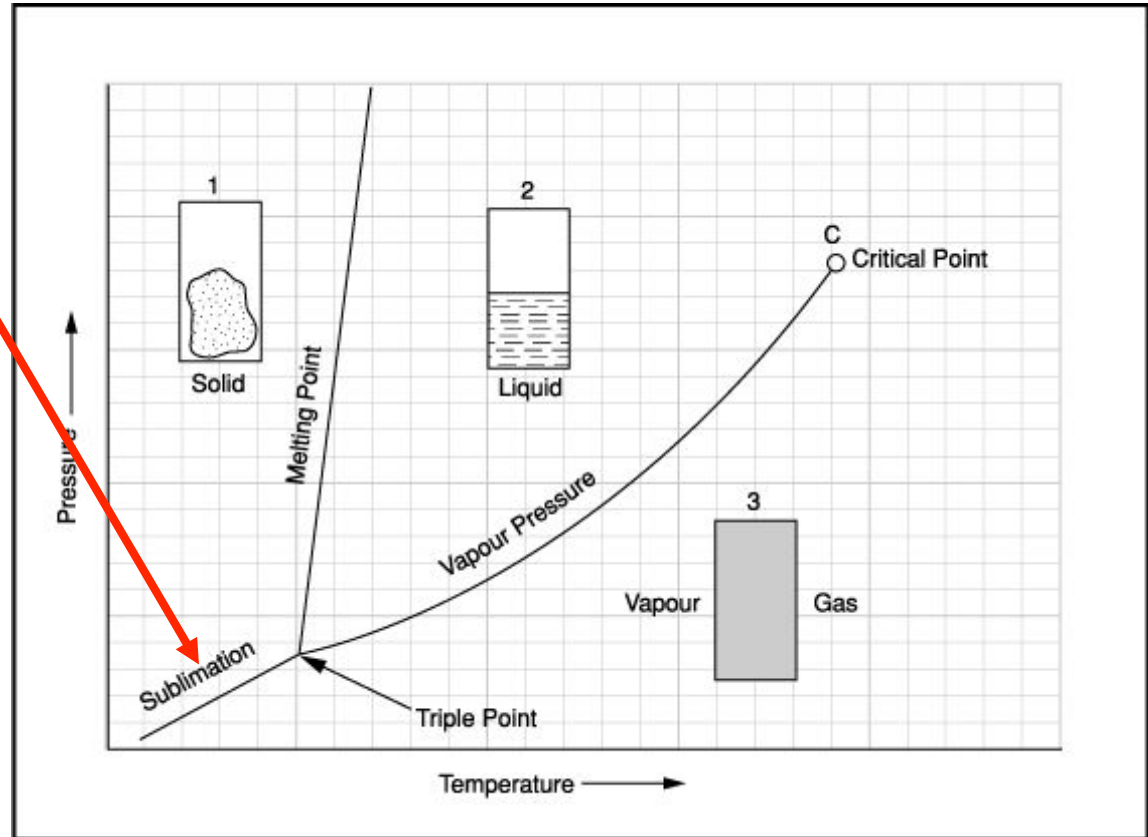 1
Solid
Melting Point
2
Liquid
C
Critical Point
Pressure
Vapour Pressure
3
Vapour
Gas
Sublimation
Triple Point
Temperature